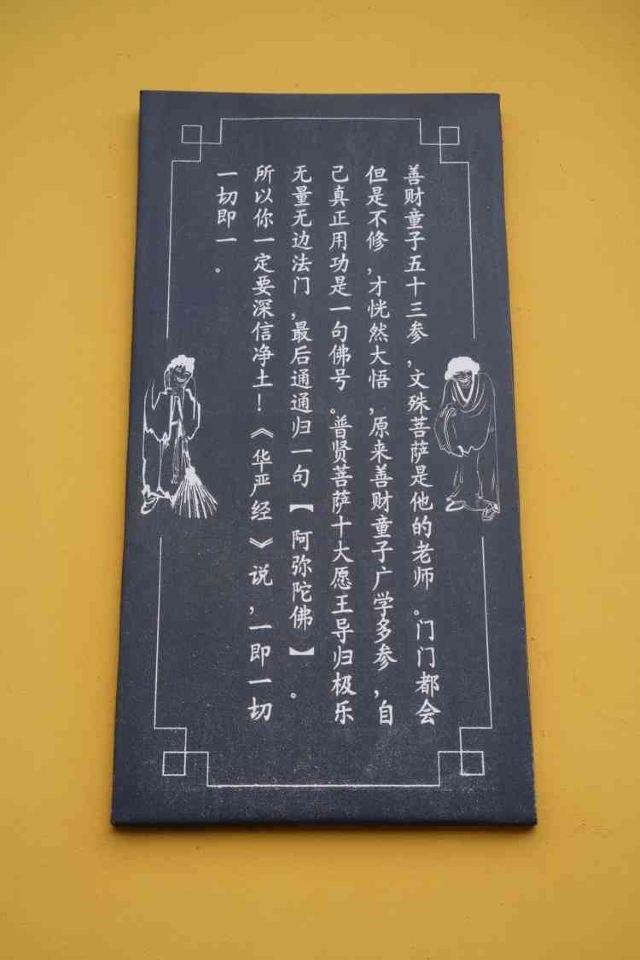 善财童子五十三参,文殊菩萨是他的老师。门门都会
但是不修,才恍然大悟,原来善财童子广学多参,自
己真正用功是一句佛号。普贤菩萨十大愿王导归极乐
无量无边法门,最后通通归一句【阿弥陀佛】。
所以你一定要深信净土!《华严经》说,一即一切
一切即一。